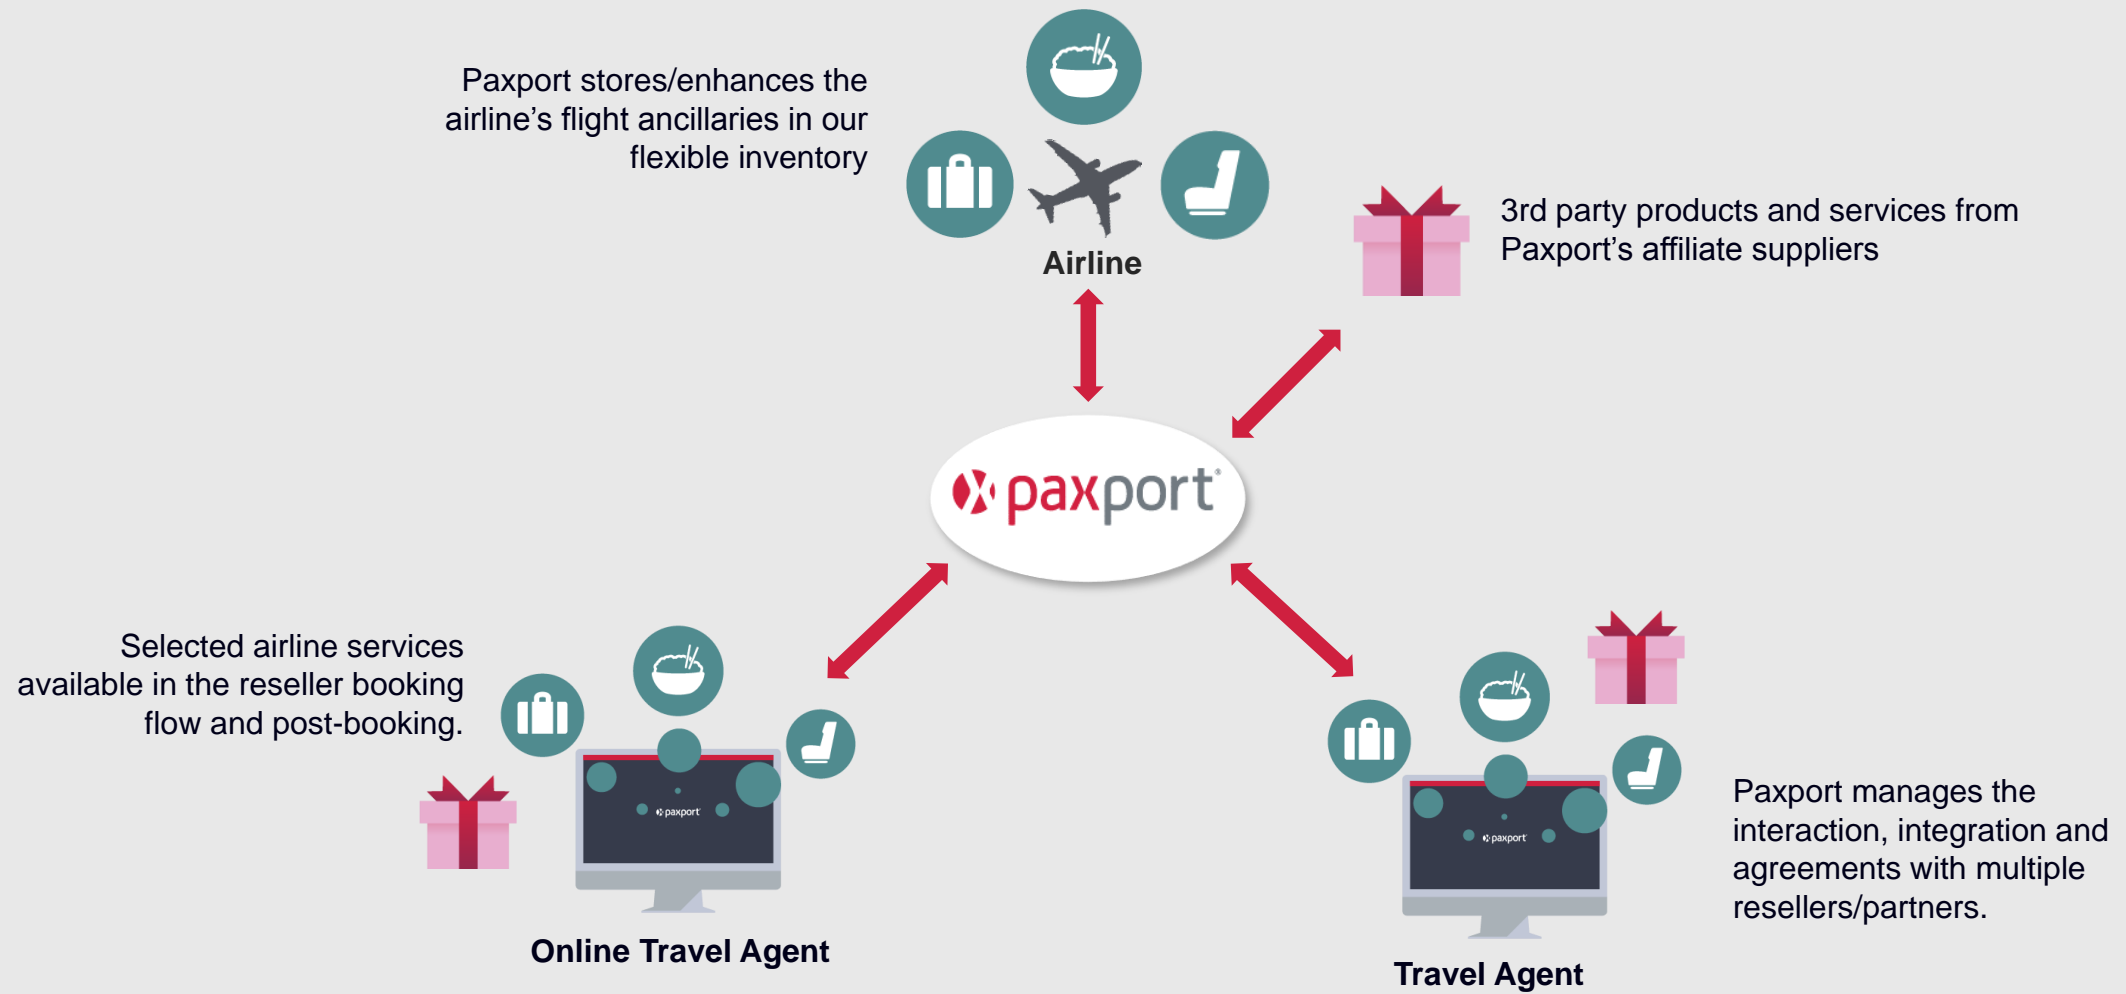 Paxport stores/enhances the
airline’s flight ancillaries in our
flexible inventory
Airline
3rd party products and services from
Paxport’s affiliate suppliers
paxport®
Selected airline services
available in the reseller booking
flow and post-booking.
paxport
Online Travel Agent
paxport
Paxport manages the
interaction, integration and
agreements with multiple
resellers/partners.
Travel Agent